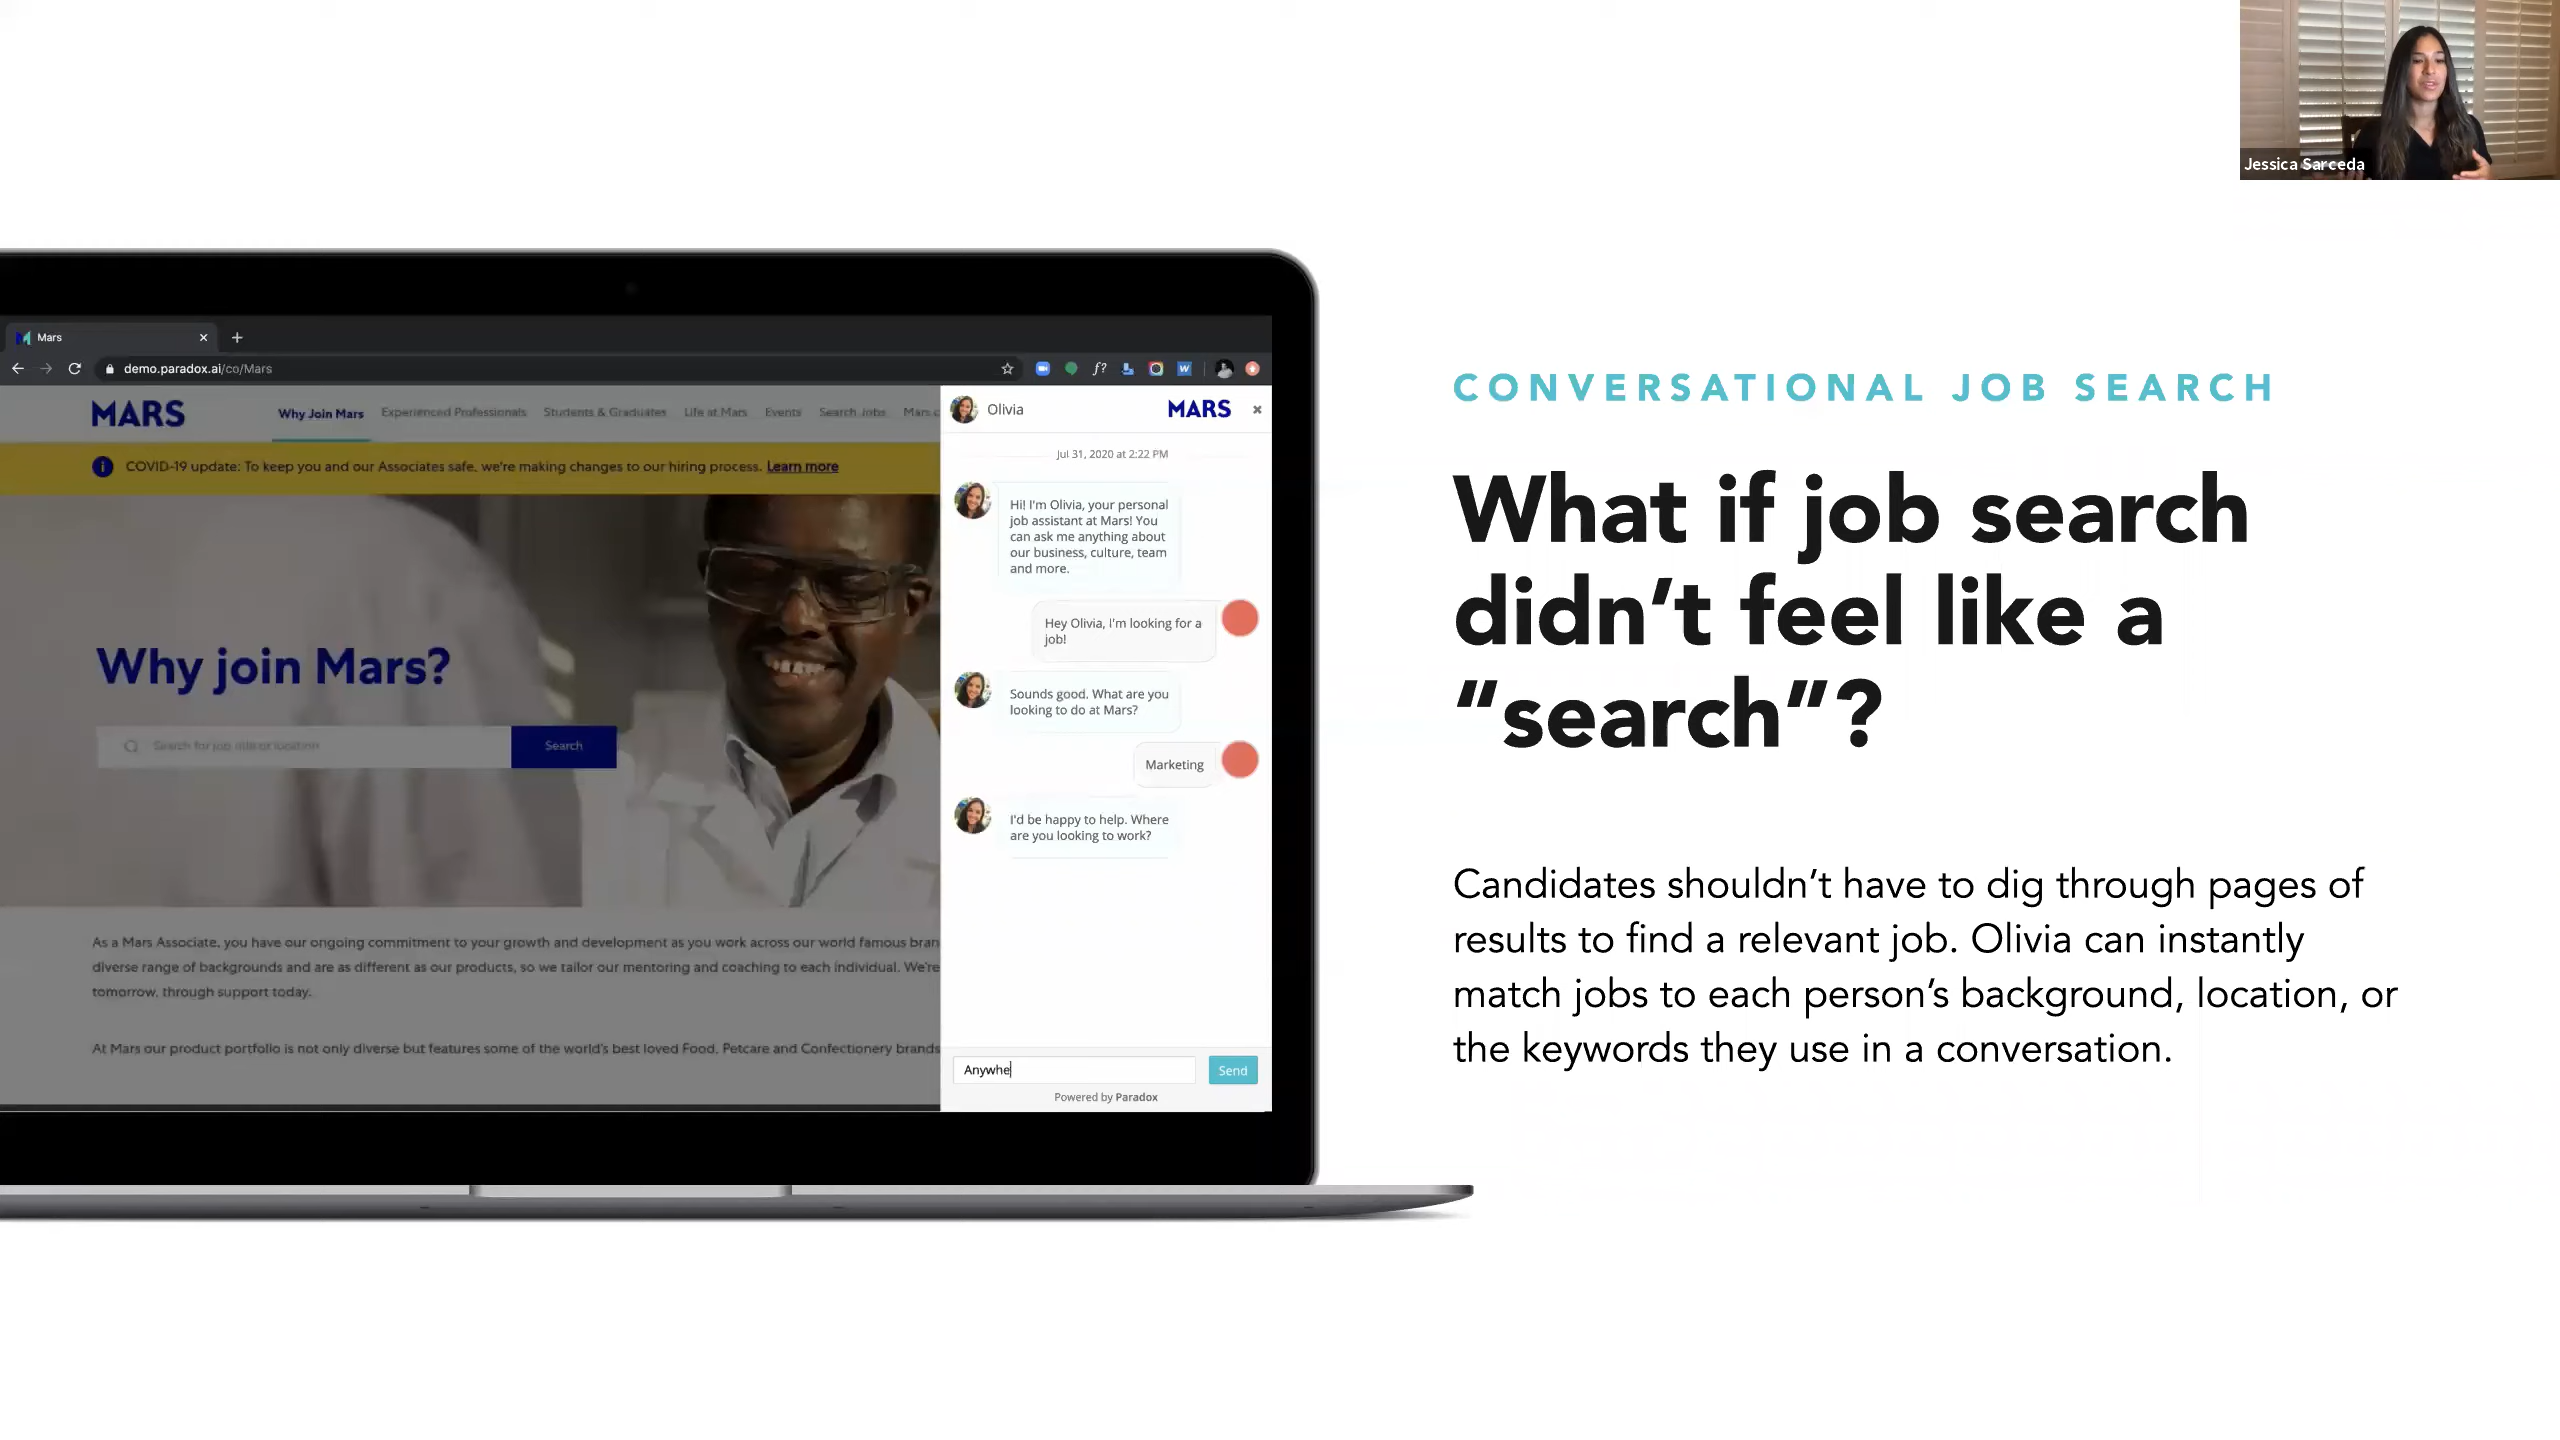 Jessica Sarceda
Mars
demo.paradox.ai/co/Mars
f?
W
MARS
Why Join Mars
Experienced Professionals
Students & Graduates
Life at Mars
Events
Search Jobs
Mars.c
i
COVID-19 update: To keep you and our Associates safe, we're making changes to our hiring process. Learn more
Why join Mars?
Search for job title or location
Search
As a Mars Associate, you have our ongoing commitment to your growth and development as you work across our world famous bran
diverse range of backgrounds and are as different as our products, so we tailor our mentoring and coaching to each individual. We're
tomorrow, through support today.
At Mars our product portfolio is not only diverse but features some of the world's best loved Food, Petcare and Confectionery brands
Olivia
MARS
Jul 31, 2020 at 2:22 PM
Hi! I'm Olivia, your personal
job assistant at Mars! You
can ask me anything about
our business, culture, team
and more.
Hey Olivia, I'm looking for a
job!
Sounds good. What are you
looking to do at Mars?
Marketing
I'd be happy to help. Where
are you looking to work?
Anywhe
Send
Powered by Paradox
CONVERSATIONAL JOB SEARCH
What if job search
didn’t feel like a
“search”?
Candidates shouldn’t have to dig through pages of
results to find a relevant job. Olivia can instantly
match jobs to each person’s background, location, or
the keywords they use in a conversation.